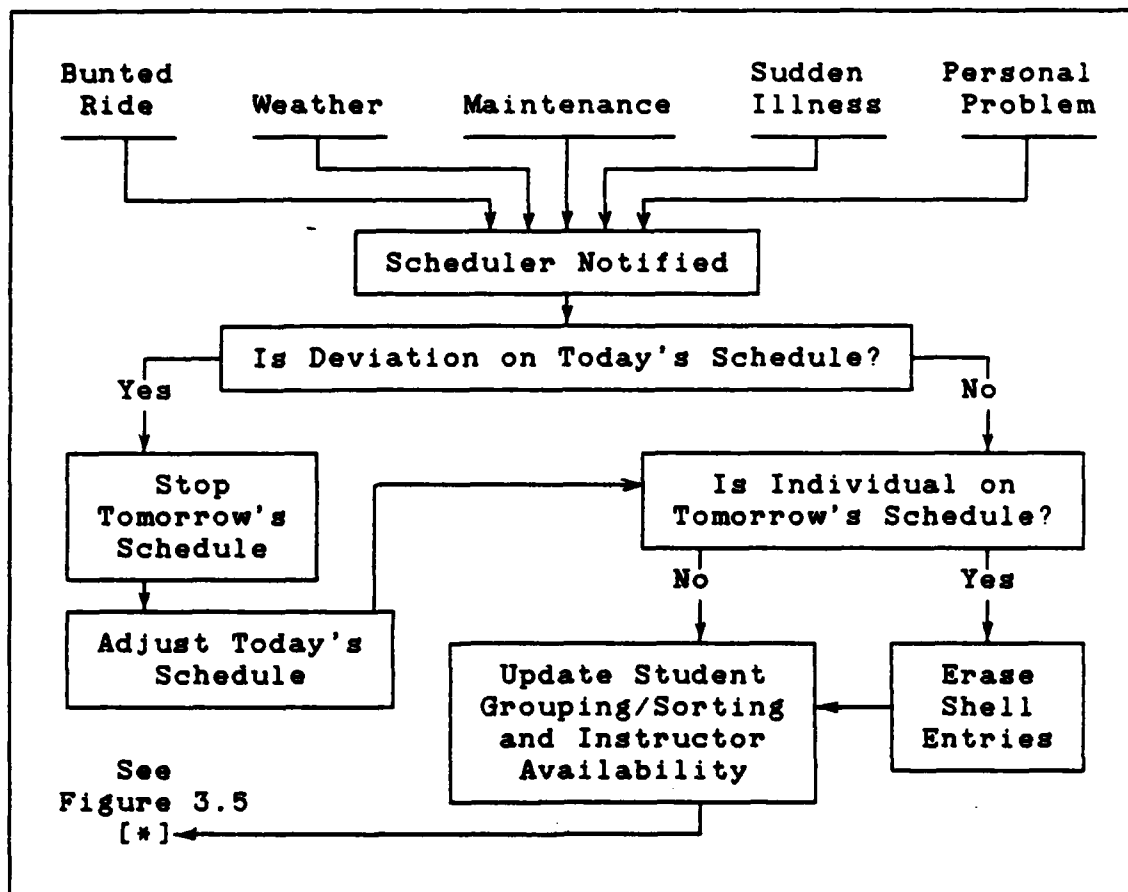 Bunted
Ride
Weather
Maintenance
Sudden
Illness
Personal
Problem
Scheduler Notified
Is Deviation on Today's Schedule?
Yes
No
Stop
Tomorrow's
Schedule
Is Individual on
Tomorrow's Schedule?
No
Yes
Adjust Today's
Schedule
Update Student
Grouping/Sorting
and Instructor
Availability
Erase
Shell
Entries
See
Figure 3.5
[*]